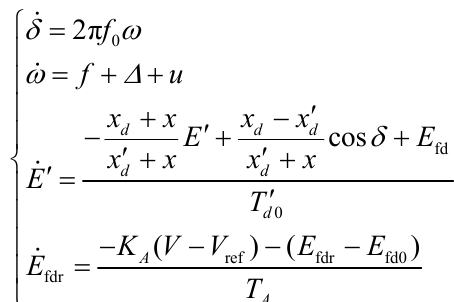 δ̇ = 2πf₀ω
ω̇ = f + Δ + u
Ė′ = (−(x_d + x)/(x′_d + x) E′ + (x_d − x′_d)/(x′_d + x) cos δ + E_fd)/T′_d0
Ė_fdr = (−K_A(V − V_ref) − (E_fdr − E_fd0))/T_A